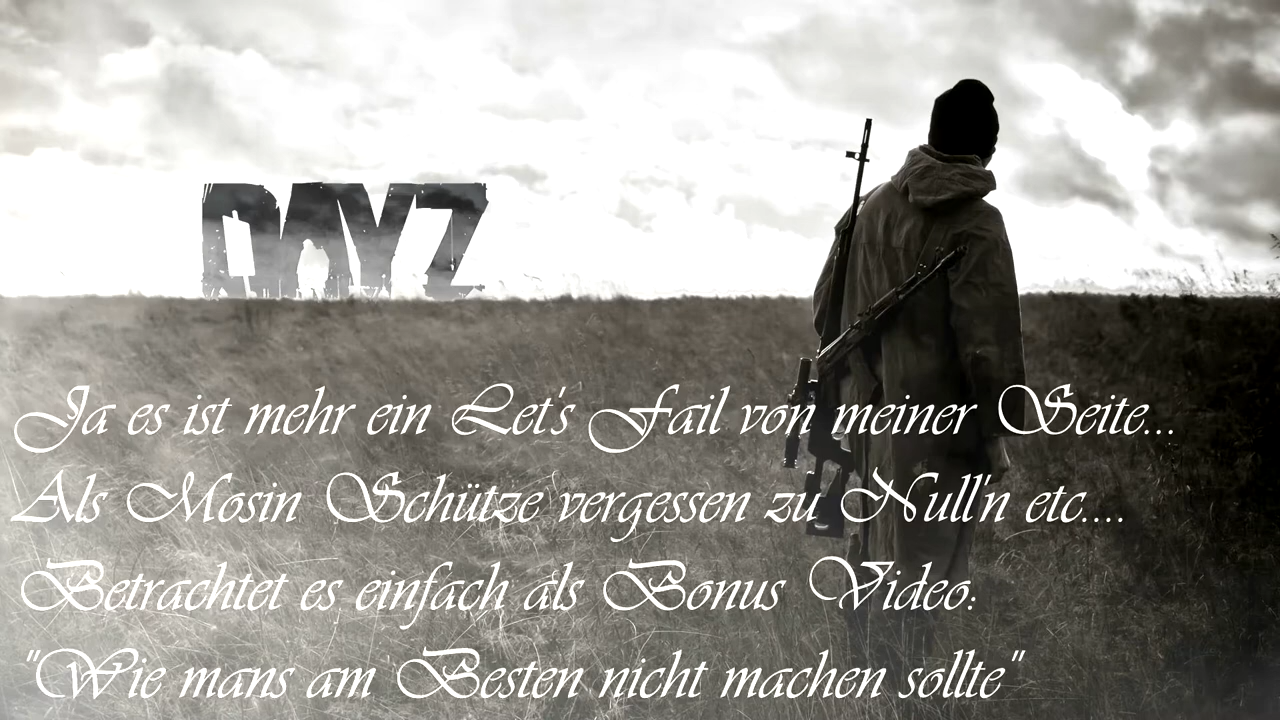 DAYZ
Ja es ist mehr ein Let's Fail von meiner Seite...
Als Mosin Schütze vergessen zu Null'n etc....
Betrachtet es einfach als Bonus Video:
"Wie mans am Besten nicht machen sollte"